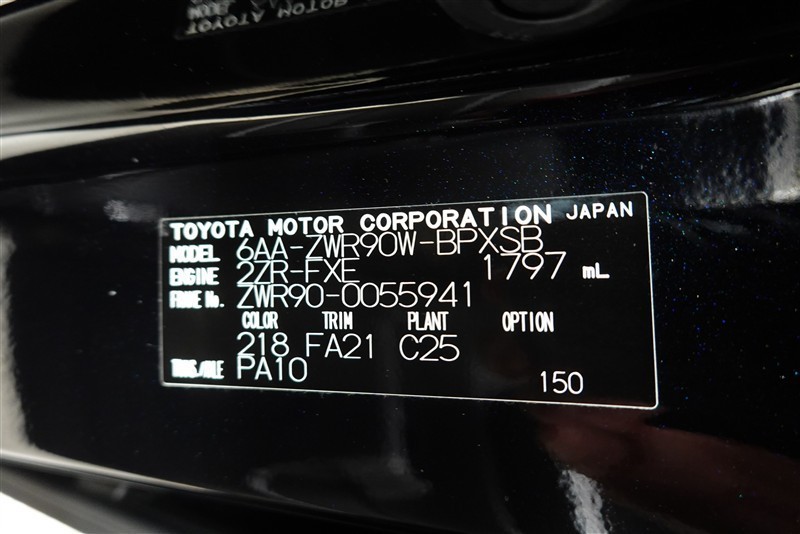 TOYOTA MOTOR CORPORATION JAPAN
MODEL 6AA-ZWR90W-BPXSB
ENGINE 2ZR-FXE 1797 mL
FRAME No. ZWR90-0055941
COLOR TRIM PLANT OPTION
218 FA21 C25
TRANS/AXLE PA10 150